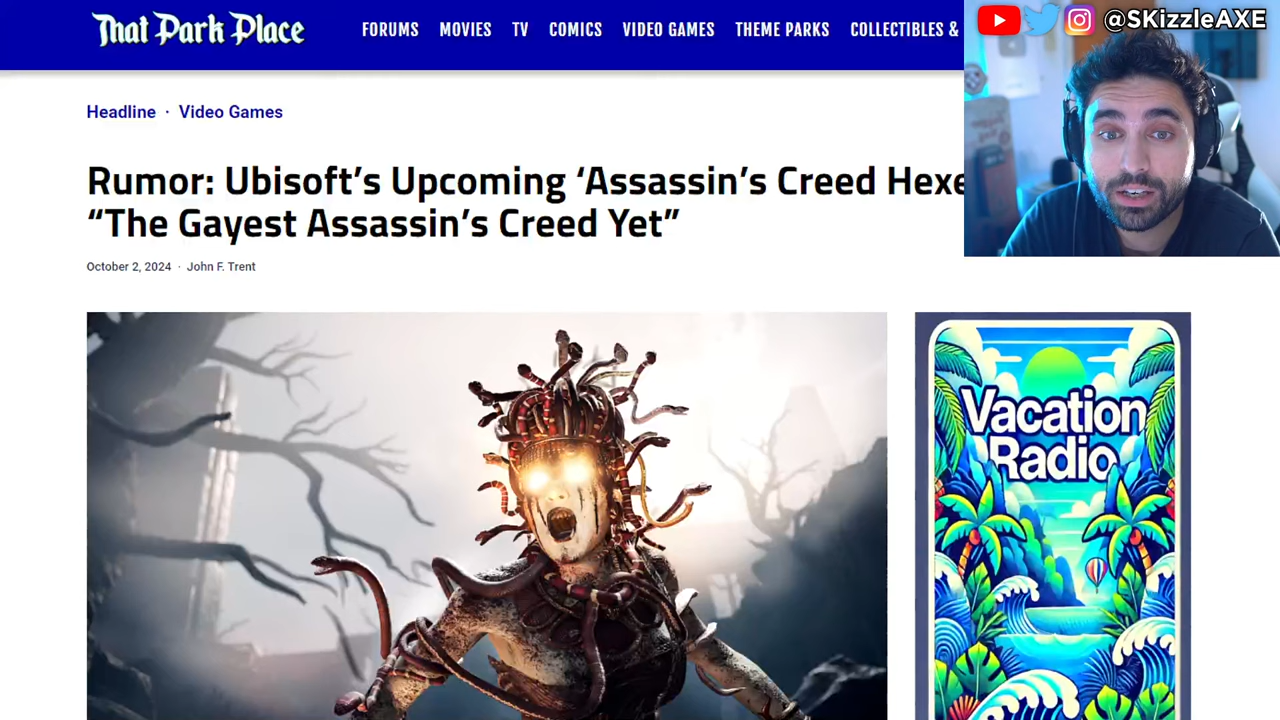 That Park Place
FORUMS MOVIES TV COMICS VIDEO GAMES THEME PARKS COLLECTIBLES &
@SKizzleAXE
Headline · Video Games
Rumor: Ubisoft’s Upcoming ‘Assassin’s Creed Hexe
“The Gayest Assassin’s Creed Yet”
October 2, 2024 · John F. Trent
Vacation
Radio